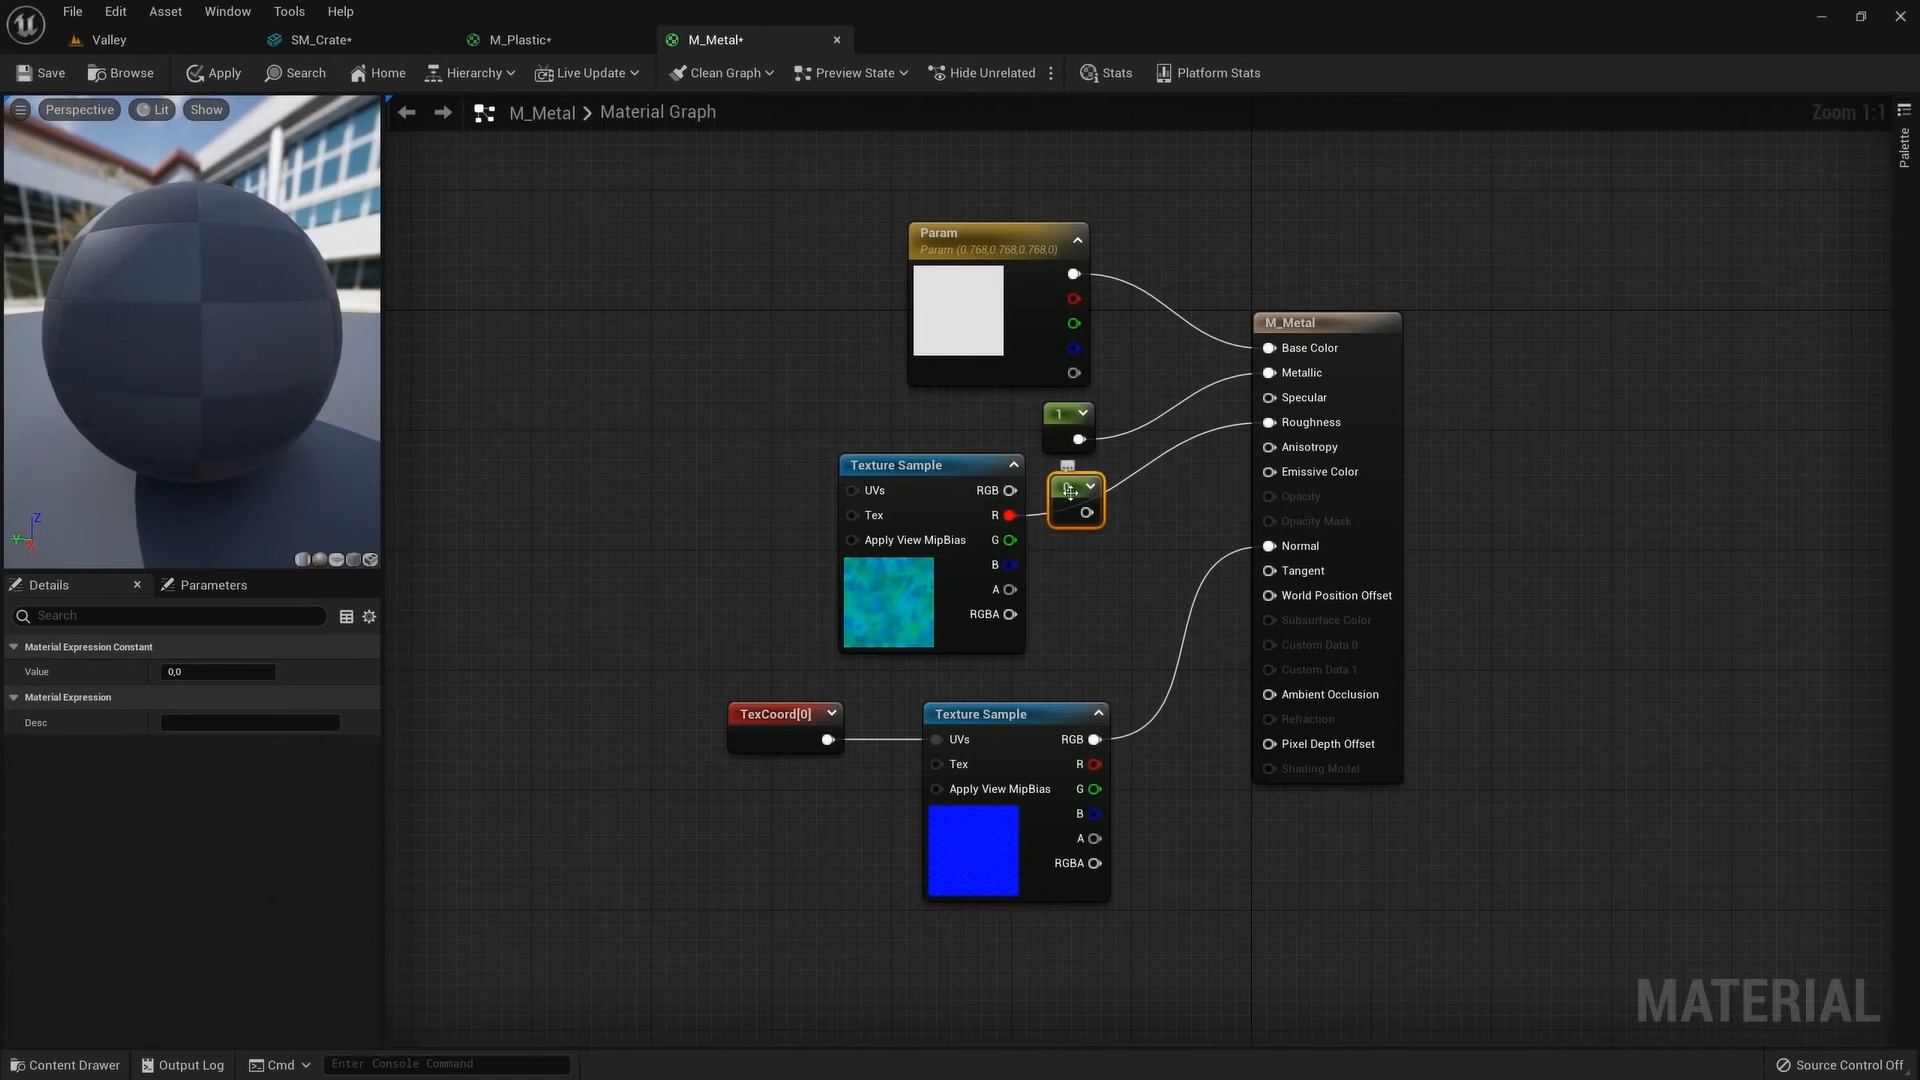 File Edit Asset Window Tools Help
Valley SM_Crate* M_Plastic* M_Metal*
Save Browse Apply Search Home Hierarchy Live Update Clean Graph Preview State Hide Unrelated Stats Platform Stats
Perspective Lit Show
M_Metal > Material Graph
Zoom 1:1
Palette
Param
Param (0.768,0.768,0.768,0)
M_Metal
Base Color
Metallic
Specular
Roughness
Anisotropy
Emissive Color
Opacity
Opacity Mask
Normal
Tangent
World Position Offset
Subsurface Color
Custom Data 0
Custom Data 1
Ambient Occlusion
Refraction
Pixel Depth Offset
Shading Model
1
Texture Sample
UVs RGB
Tex R
Apply View MipBias G
B
A
RGBA
TexCoord[0]
Texture Sample
UVs RGB
Tex R
Apply View MipBias G
B
A
RGBA
Z
Y
X
Details Parameters
Search
Material Expression Constant
Value 0,0
Material Expression
Desc
MATERIAL
Content Drawer Output Log Cmd Enter Console Command Source Control Off